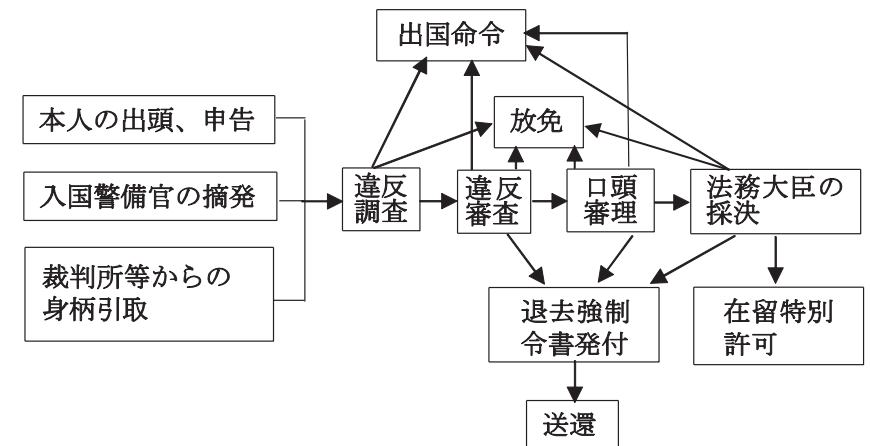 出国命令
放免
本人の出頭、申告
入国警備官の摘発
裁判所等からの
身柄引取
違反
調査
違反
審査
口頭
審理
法務大臣の
採決
退去強制
令書発付
在留特別
許可
送還